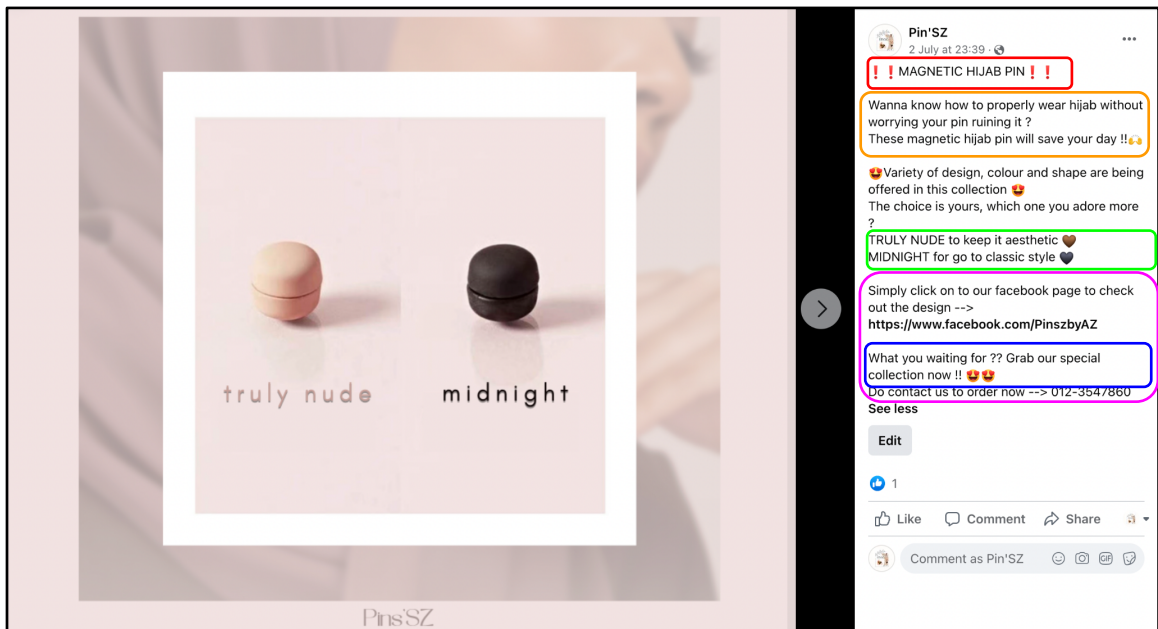 truly nude
midnight
Pins'SZ
Pin'SZ
2 July at 23:39 ·
❗❗MAGNETIC HIJAB PIN❗❗
Wanna know how to properly wear hijab without
worrying your pin ruining it ?
These magnetic hijab pin will save your day !!🙌
😍Variety of design, colour and shape are being
offered in this collection 😍
The choice is yours, which one you adore more
?
TRULY NUDE to keep it aesthetic 🤎
MIDNIGHT for go to classic style 🖤
Simply click on to our facebook page to check
out the design -->
https://www.facebook.com/PinszbyAZ
What you waiting for ?? Grab our special
collection now !! 😍😍
Do contact us to order now --> 012-3547860
See less
Edit
1
Like Comment Share
Comment as Pin'SZ GIF